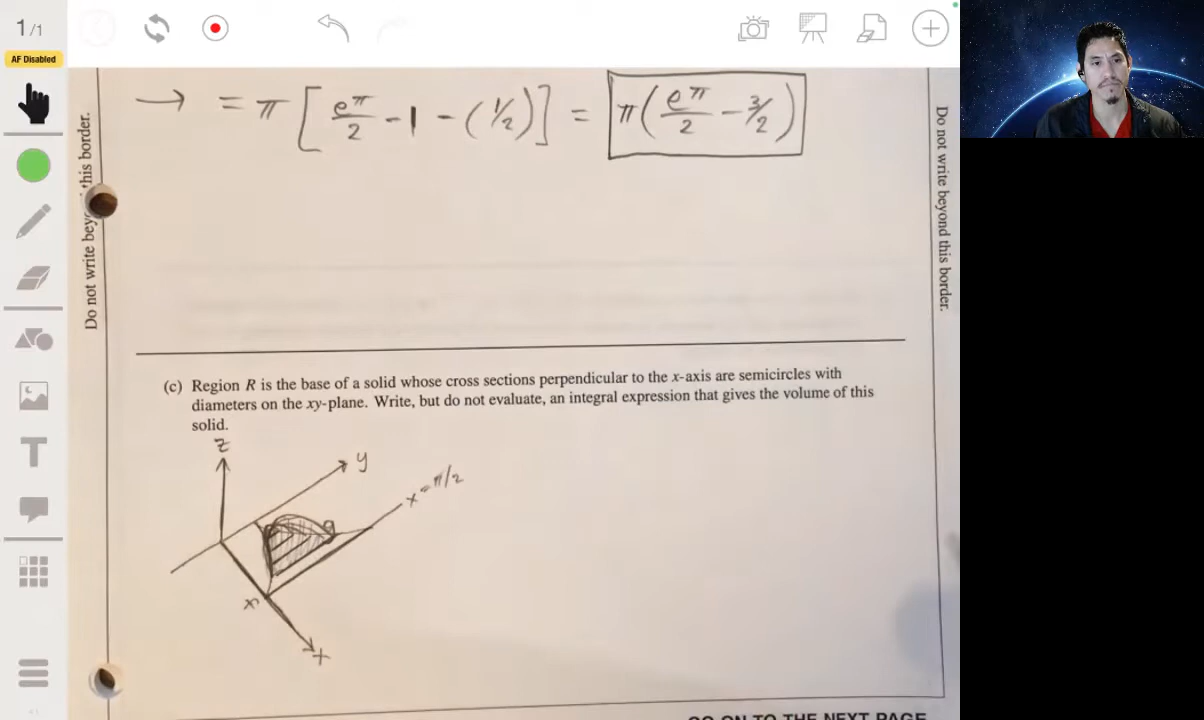 1/1
AF Disabled
→ = π [ e^π/2 - 1 - (1/2) ] = π( e^π/2 - 3/2 )
Do not write beyond this border.
Do not write beyond this border.
(c) Region R is the base of a solid whose cross sections perpendicular to the x-axis are semicircles with
diameters on the xy-plane. Write, but do not evaluate, an integral expression that gives the volume of this
solid.
z
y
x = π/2
x
x
T
GO ON TO THE NEXT PAGE